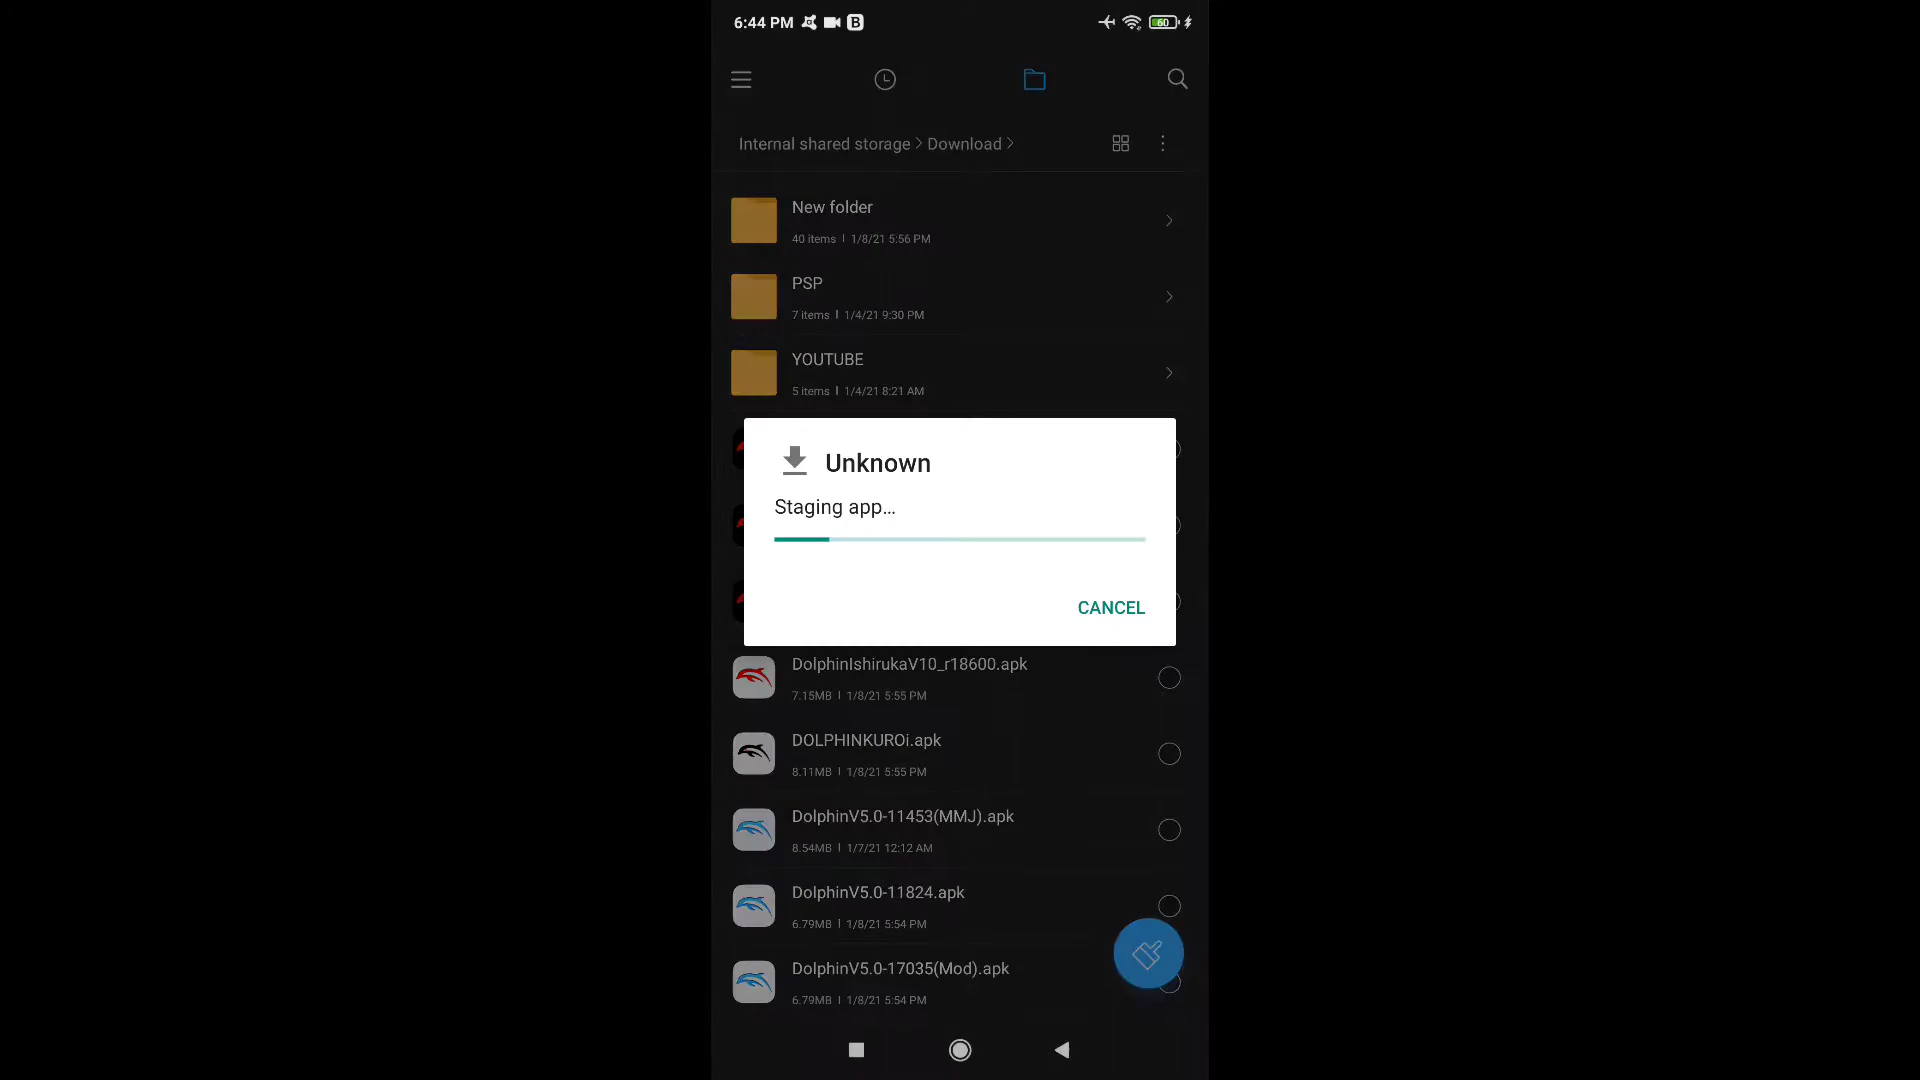 6:44 PM B 60
Internal shared storage Download
New folder
40 items | 1/8/21 5:56 PM
PSP
7 items | 1/4/21 9:30 PM
YOUTUBE
5 items | 1/4/21 8:21 AM
Unknown
Staging app...
CANCEL
DolphinIshirukaV10_r18600.apk
7.15MB | 1/8/21 5:55 PM
DOLPHINKUROi.apk
8.11MB | 1/8/21 5:55 PM
DolphinV5.0-11453(MMJ).apk
8.54MB | 1/7/21 12:12 AM
DolphinV5.0-11824.apk
6.79MB | 1/8/21 5:54 PM
DolphinV5.0-17035(Mod).apk
6.79MB | 1/8/21 5:54 PM